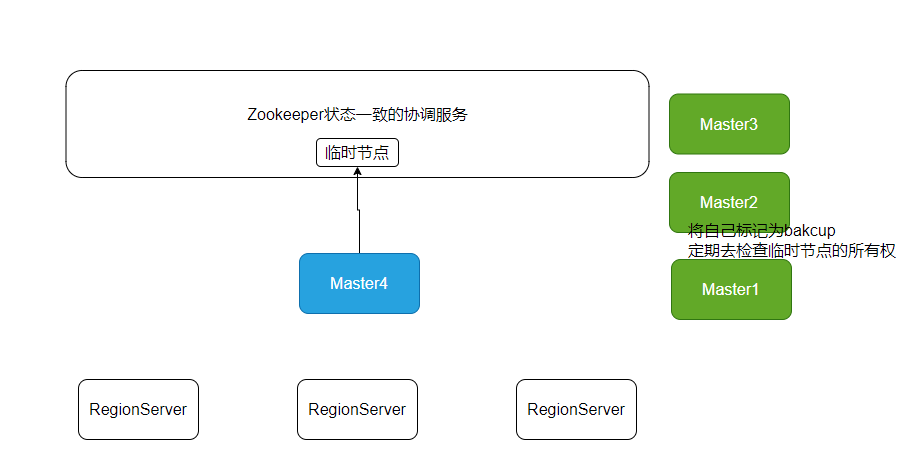 Zookeeper状态一致的协调服务
临时节点
Master3
Master2
将自己标记为bakcup
定期去检查临时节点的所有权
Master4
Master1
RegionServer
RegionServer
RegionServer